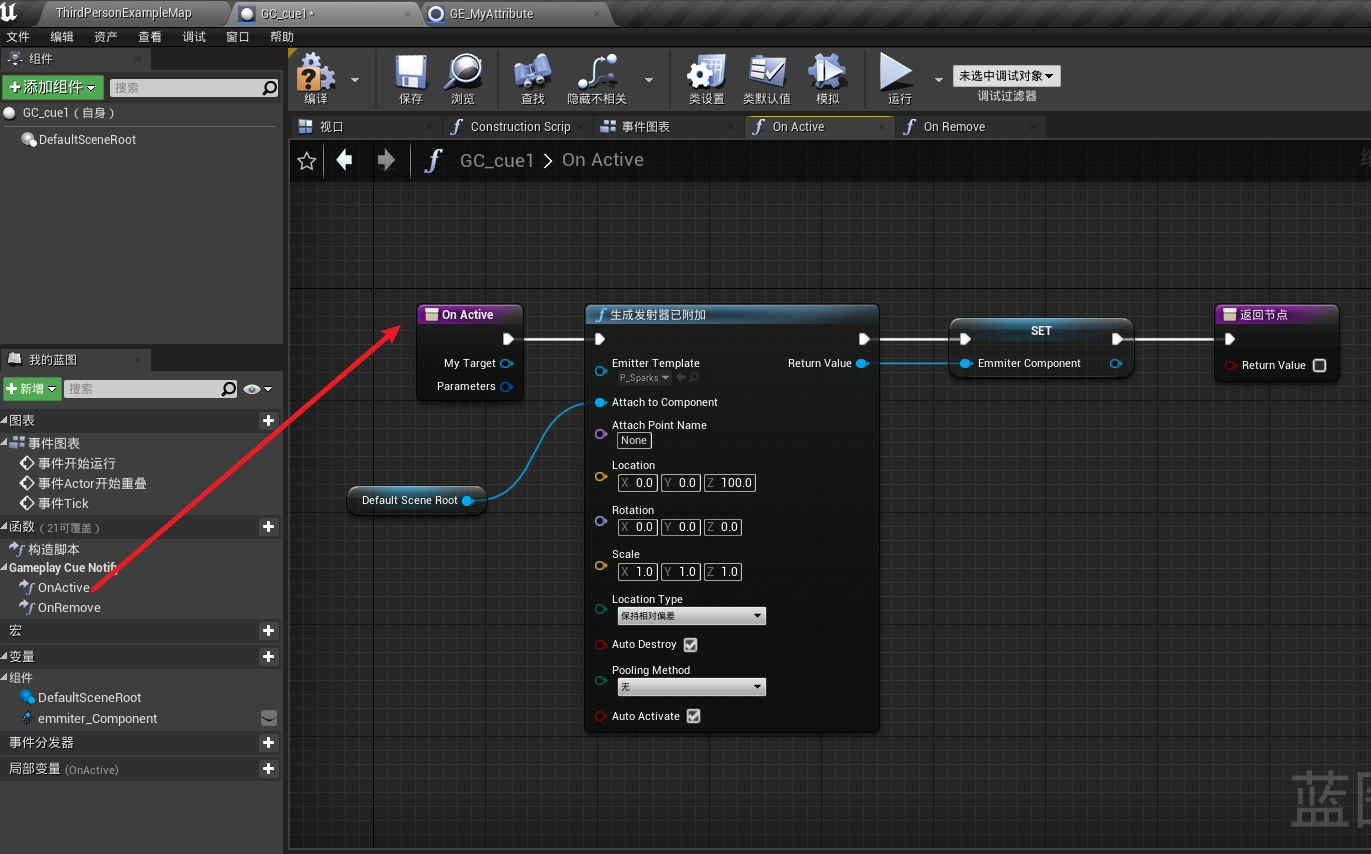 ThirdPersonExampleMap
GC_cue1*
GE_MyAttribute
文件 编辑 资产 查看 调试 窗口 帮助
组件
添加组件
搜索
GC_cue1（自身）
DefaultSceneRoot
编译
保存
浏览
查找
隐藏不相关
类设置
类默认值
模拟
运行
未选中调试对象
调试过滤器
视口
Construction Scrip
事件图表
On Active
On Remove
GC_cue1 > On Active
我的蓝图
新增
搜索
图表
事件图表
事件开始运行
事件Actor开始重叠
事件Tick
函数（21可覆盖）
构造脚本
Gameplay Cue Notify
OnActive
OnRemove
宏
变量
组件
DefaultSceneRoot
emmiter_Component
事件分发器
局部变量 (OnActive)
On Active
My Target
Parameters
Default Scene Root
生成发射器已附加
Emitter Template
P_Sparks
Return Value
Attach to Component
Attach Point Name
None
Location
X 0.0 Y 0.0 Z 100.0
Rotation
X 0.0 Y 0.0 Z 0.0
Scale
X 1.0 Y 1.0 Z 1.0
Location Type
保持相对偏差
Auto Destroy
Pooling Method
无
Auto Activate
SET
Emmiter Component
返回节点
Return Value
蓝